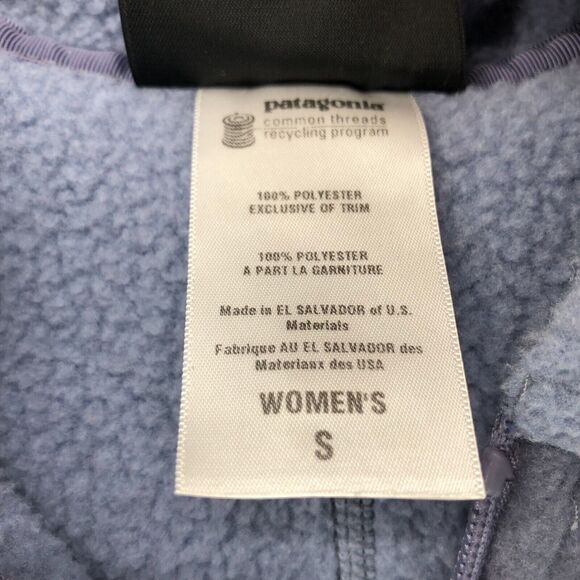 patagonia
common threads
recycling program
100% POLYESTER
EXCLUSIVE OF TRIM
100% POLYESTER
A PART LA GARNITURE
Made in EL SALVADOR of U.S.
Materials
Fabrique AU EL SALVADOR des
Materiaux des USA
WOMEN'S
S